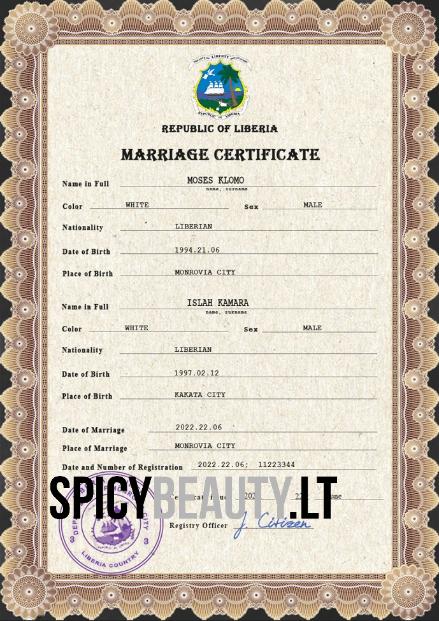 REPUBLIC OF LIBERIA
MARRIAGE CERTIFICATE
Name in Full MOSES KLOMO
name, surname
Color WHITE Sex MALE
Nationality LIBERIAN
Date of Birth 1994.21.06
Place of Birth MONROVIA CITY
Name in Full ISLAH KAMARA
name, surname
Color WHITE Sex MALE
Nationality LIBERIAN
Date of Birth 1997.02.12
Place of Birth KAKATA CITY
Date of Marriage 2022.22.06
Place of Marriage MONROVIA CITY
Date and Number of Registration 2022.22.06; 11223344
SPICYBEAUTY.LT
Registry Officer J. Citizen
LIBERIA COUNTRY